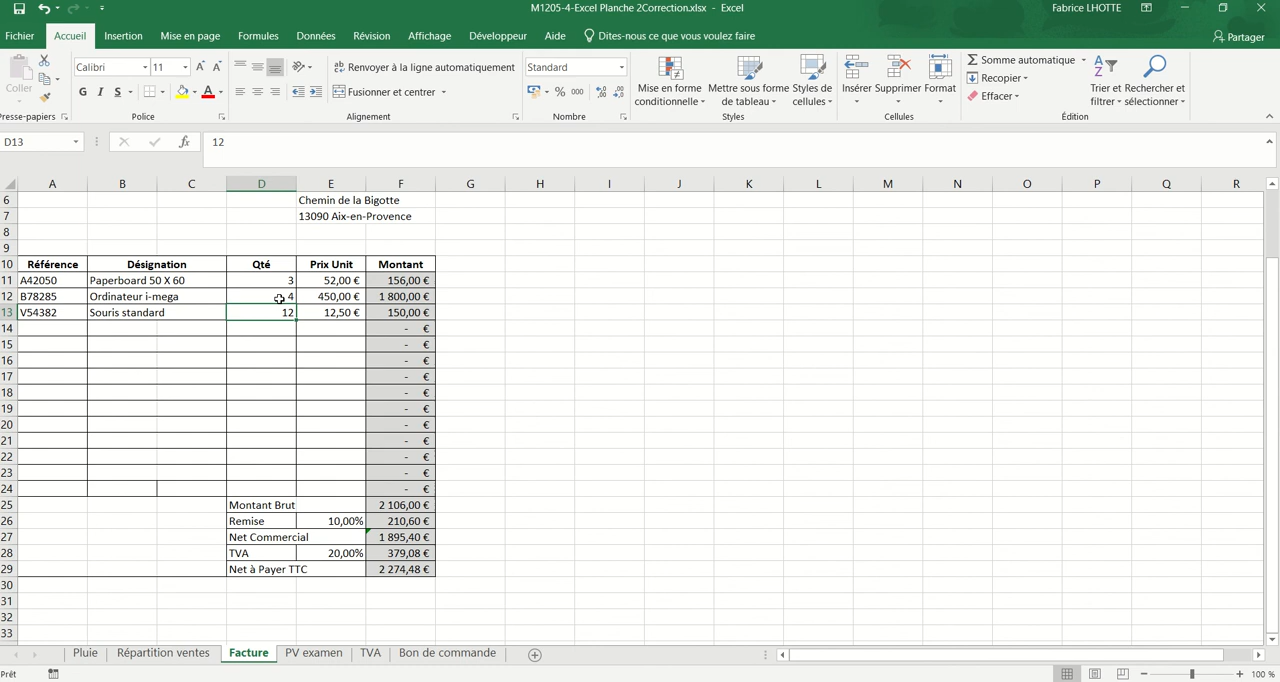 M1205-4-Excel Planche 2Correction.xlsx - Excel
Fabrice LHOTTE
Fichier Accueil Insertion Mise en page Formules Données Révision Affichage Aide Développeur Dites-nous ce que vous voulez faire Partager
Coller
Calibri 11
G I S
Renvoyer à la ligne automatiquement
Fusionner et centrer
Standard
% 000
Mise en forme conditionnelle
Mettre sous forme de tableau
Styles de cellules
Insérer Supprimer Format
Somme automatique
Recopier
Effacer
Trier et filtrer
Rechercher et sélectionner
Presse-papiers Police Alignement Nombre Styles Cellules Édition
D13 fx 12
A B C D E F G H I J K L M N O P Q R
6 Chemin de la Bigotte
7 13090 Aix-en-Provence
8
9
10 Référence Désignation Qté Prix Unit Montant
11 A42050 Paperboard 50 X 60 3 52,00 € 156,00 €
12 B78285 Ordinateur i-mega 4 450,00 € 1 800,00 €
13 V54382 Souris standard 12 12,50 € 150,00 €
14 - €
15 - €
16 - €
17 - €
18 - €
19 - €
20 - €
21 - €
22 - €
23 - €
24 - €
25 Montant Brut 2 106,00 €
26 Remise 10,00% 210,60 €
27 Net Commercial 1 895,40 €
28 TVA 20,00% 379,08 €
29 Net à Payer TTC 2 274,48 €
30
31
32
33
Pluie Répartition ventes Facture PV examen TVA Bon de commande
Prêt
100 %